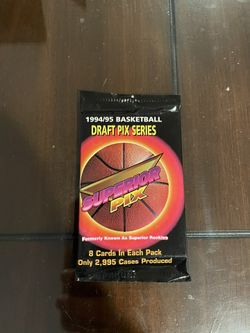 1994/95 BASKETBALL
DRAFT PIX SERIES
SUPERIOR
PIX
Formerly Known As Superior Rookies
8 Cards In Each Pack
Only 2,995 Cases Produced